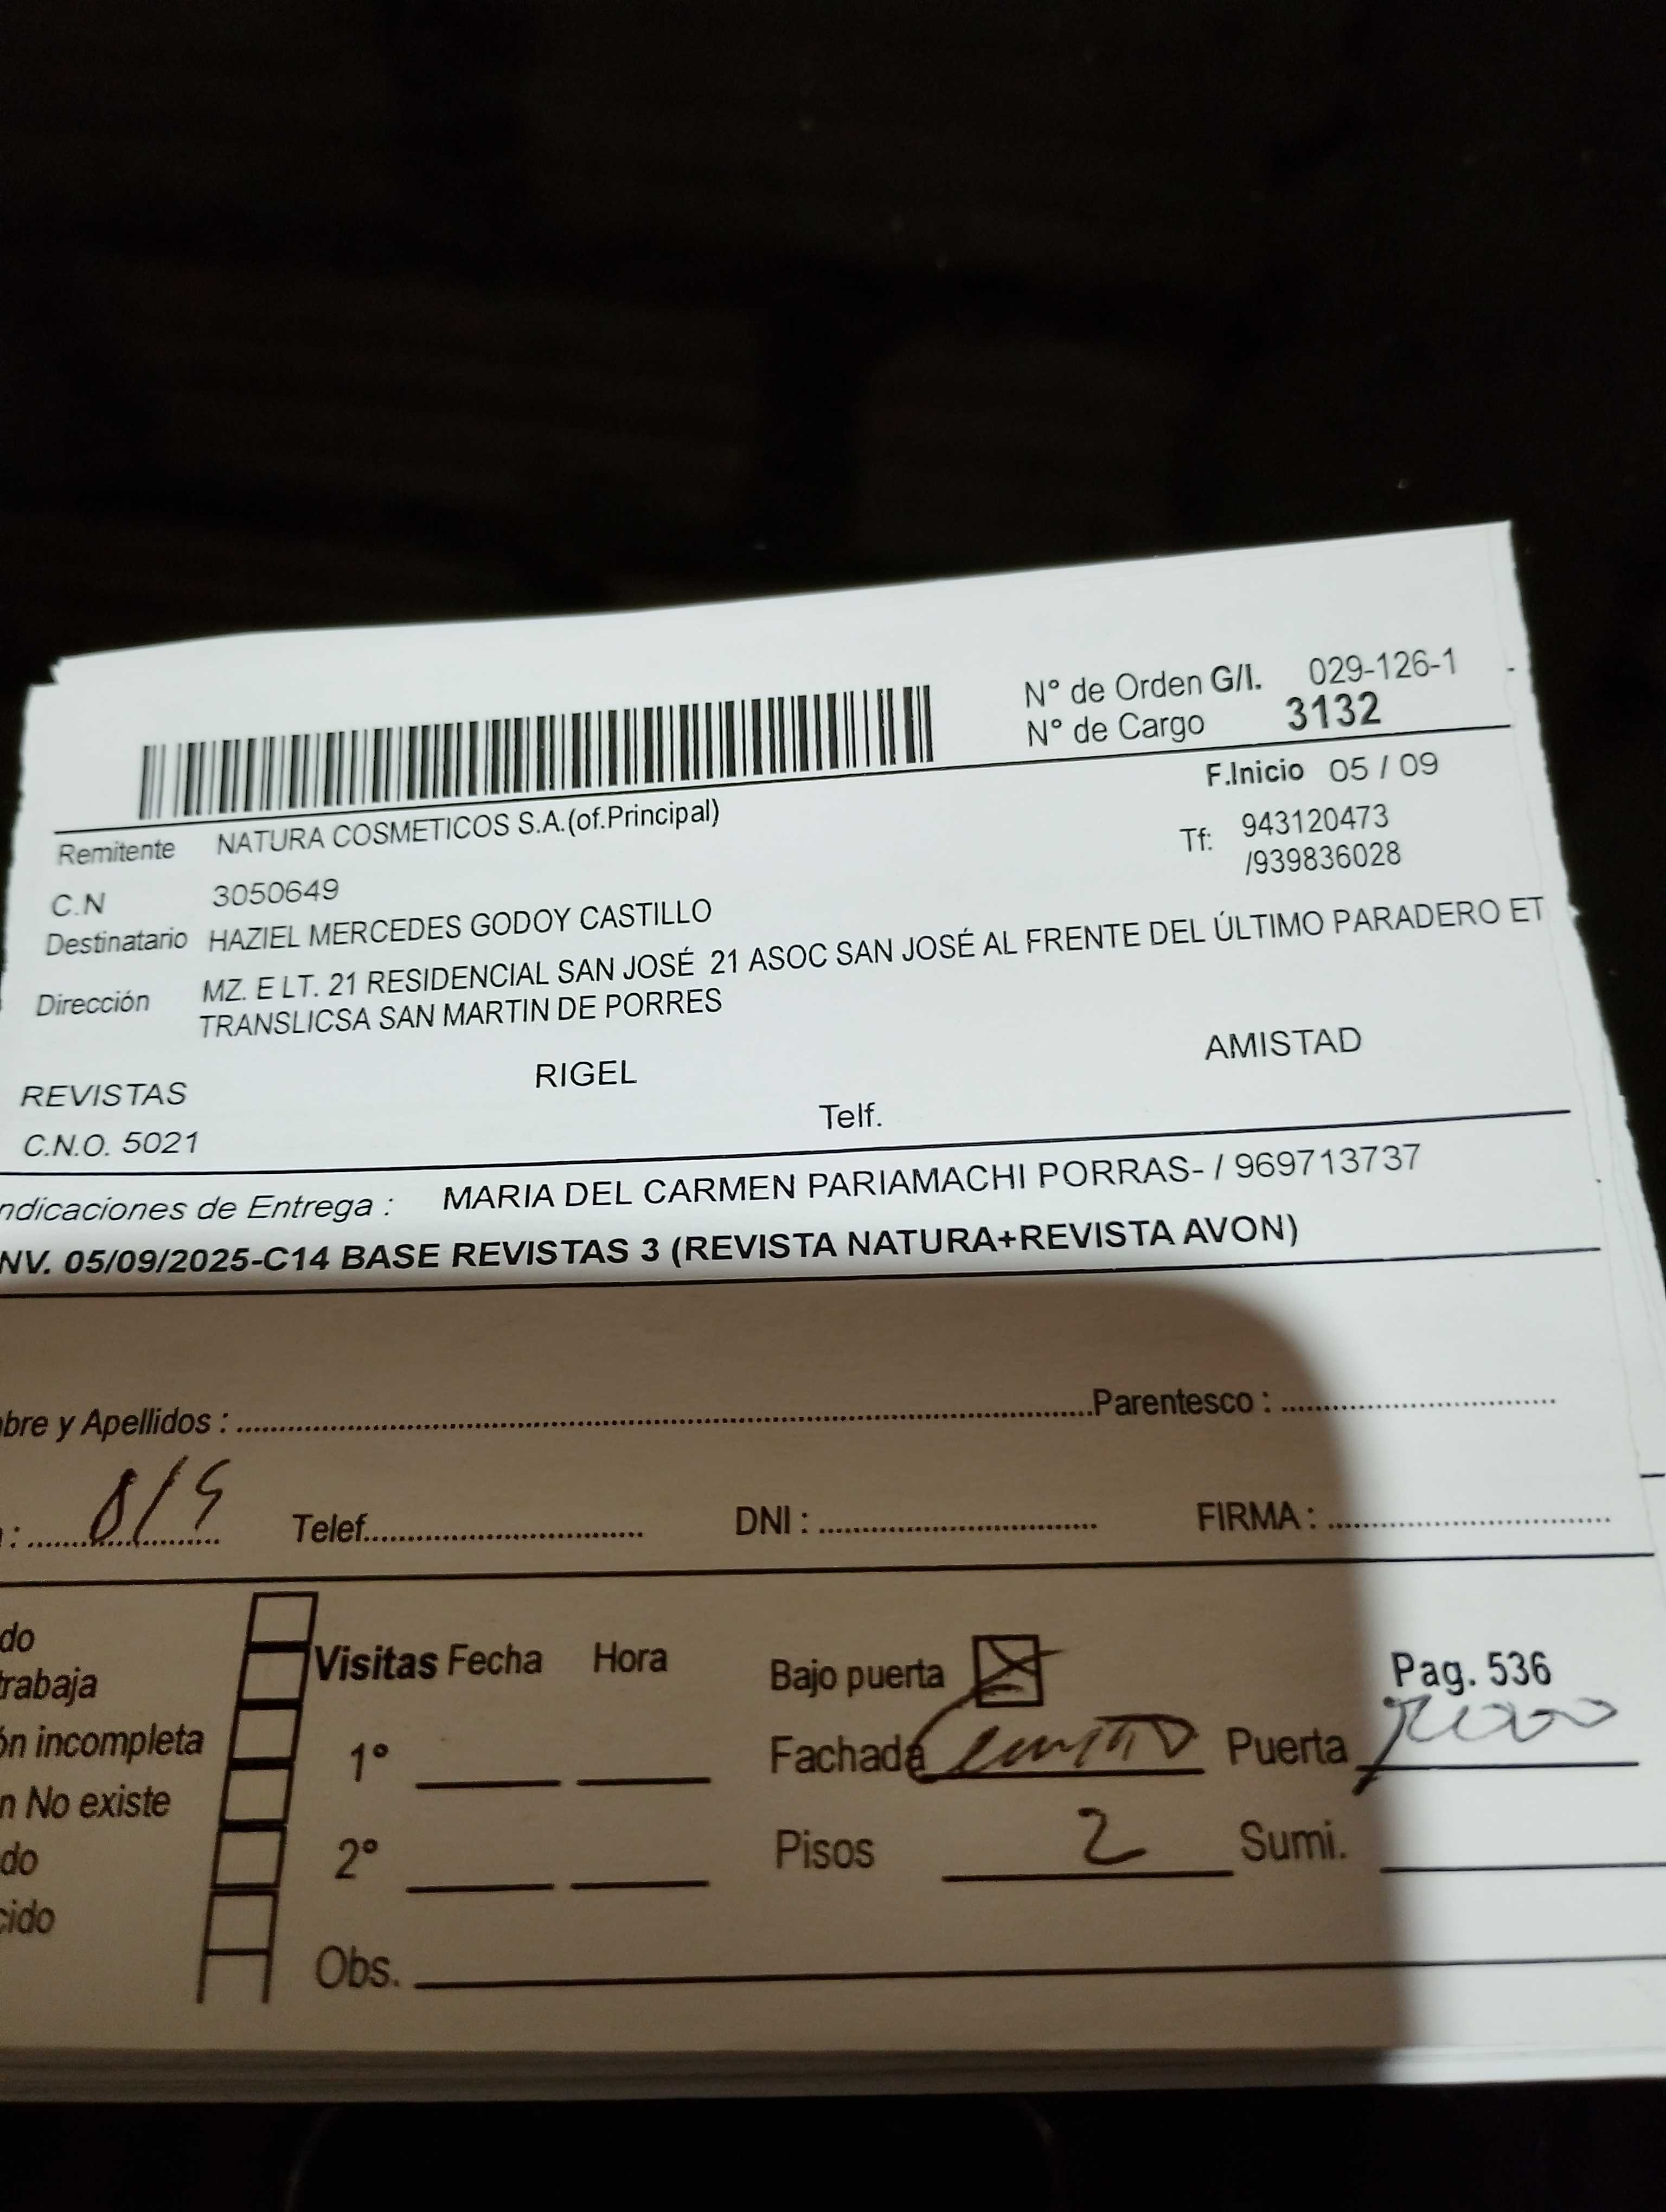 N° de Orden G/I. 029-126-1
N° de Cargo 3132
F.Inicio 05 / 09
Remitente NATURA COSMETICOS S.A.(of.Principal)
Tf: 943120473
/939836028
C.N 3050649
Destinatario HAZIEL MERCEDES GODOY CASTILLO
Dirección MZ. E LT. 21 RESIDENCIAL SAN JOSÉ 21 ASOC SAN JOSÉ AL FRENTE DEL ÚLTIMO PARADERO ET
TRANSLICSA SAN MARTIN DE PORRES
REVISTAS RIGEL AMISTAD
C.N.O. 5021 Telf.
ndicaciones de Entrega : MARIA DEL CARMEN PARIAMACHI PORRAS- / 969713737
NV. 05/09/2025-C14 BASE REVISTAS 3 (REVISTA NATURA+REVISTA AVON)
bre y Apellidos : Parentesco :
: Telef. DNI : FIRMA :
do
Visitas Fecha Hora Bajo puerta Pag. 536
rabaja
ón incompleta 1° Fachada Puerta
n No existe
do 2° Pisos 2 Sumi.
cido
Obs.